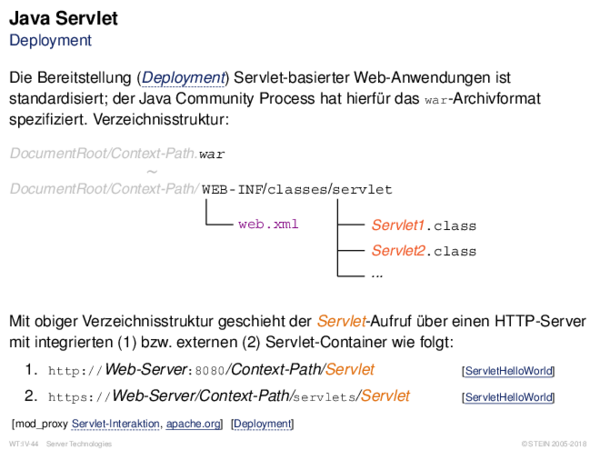 Java Servlet
Deployment
Die Bereitstellung (Deployment) Servlet-basierter Web-Anwendungen ist
standardisiert; der Java Community Process hat hierfür das war-Archivformat
spezifiziert. Verzeichnisstruktur:
DocumentRoot/Context-Path.war
~
DocumentRoot/Context-Path/WEB-INF/classes/servlet
web.xml
Servlet1.class
Servlet2.class
...
Mit obiger Verzeichnisstruktur geschieht der Servlet-Aufruf über einen HTTP-Server
mit integrierten (1) bzw. externen (2) Servlet-Container wie folgt:
1. http://Web-Server:8080/Context-Path/Servlet [ServletHelloWorld]
2. https://Web-Server/Context-Path/servlets/Servlet [ServletHelloWorld]
[mod_proxy Servlet-Interaktion, apache.org] [Deployment]
WT:IV-44 Server Technologies © STEIN 2005-2018